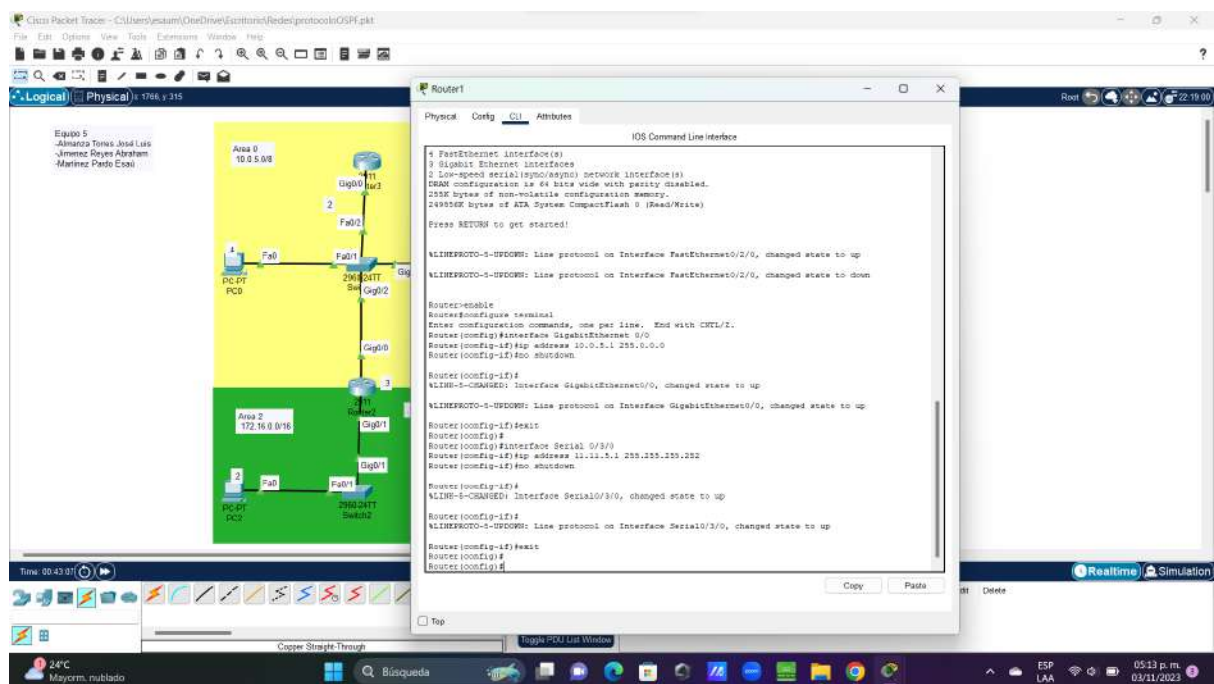 Cisco Packet Tracer - C:\Users\esaum\OneDrive\Escritorio\Redes\protocoloOSPF.pkt
File Edit Options View Tools Extensions Window Help
?
Logical
Physical
x: 1766, y: 315
Root
22:19:00
Equipo 5
-Almanza Torres José Luis
-Jimenez Reyes Abraham
-Martinez Pardo Esaú
Area 0
10.0.5.0/8
Gig0/0
2
Fa0/2
1
Fa0
Fa0/1
PC-PT
PC0
Gig0/2
Gig0/0
3
Area 2
172.16.0.0/16
Gig0/1
Gig0/1
2
Fa0
Fa0/1
PC-PT
PC2
2960-24TT
Switch2
Router1
Physical Config CLI Attributes
IOS Command Line Interface
4 FastEthernet interface(s)
3 Gigabit Ethernet interfaces
2 Low-speed serial(sync/async) network interface(s)
DRAM configuration is 64 bits wide with parity disabled.
255K bytes of non-volatile configuration memory.
249856K bytes of ATA System CompactFlash 0 (Read/Write)
Press RETURN to get started!
%LINEPROTO-5-UPDOWN: Line protocol on Interface FastEthernet0/2/0, changed state to up
%LINEPROTO-5-UPDOWN: Line protocol on Interface FastEthernet0/2/0, changed state to down
Router>enable
Router#configure terminal
Enter configuration commands, one per line. End with CNTL/Z.
Router(config)#interface GigabitEthernet 0/0
Router(config-if)#ip address 10.0.5.1 255.0.0.0
Router(config-if)#no shutdown
Router(config-if)#
%LINK-5-CHANGED: Interface GigabitEthernet0/0, changed state to up
%LINEPROTO-5-UPDOWN: Line protocol on Interface GigabitEthernet0/0, changed state to up
Router(config-if)#exit
Router(config)#
Router(config)#interface Serial 0/3/0
Router(config-if)#ip address 11.11.5.1 255.255.255.252
Router(config-if)#no shutdown
Router(config-if)#
%LINK-5-CHANGED: Interface Serial0/3/0, changed state to up
Router(config-if)#
%LINEPROTO-5-UPDOWN: Line protocol on Interface Serial0/3/0, changed state to up
Router(config-if)#exit
Router(config)#
Router(config)#
Copy
Paste
Top
Time: 00:43:07
Realtime
Simulation
Delete
Copper Straight-Through
Toggle PDU List Window
24°C
Mayorm. nublado
Búsqueda
ESP
LAA
05:13 p. m.
03/11/2023